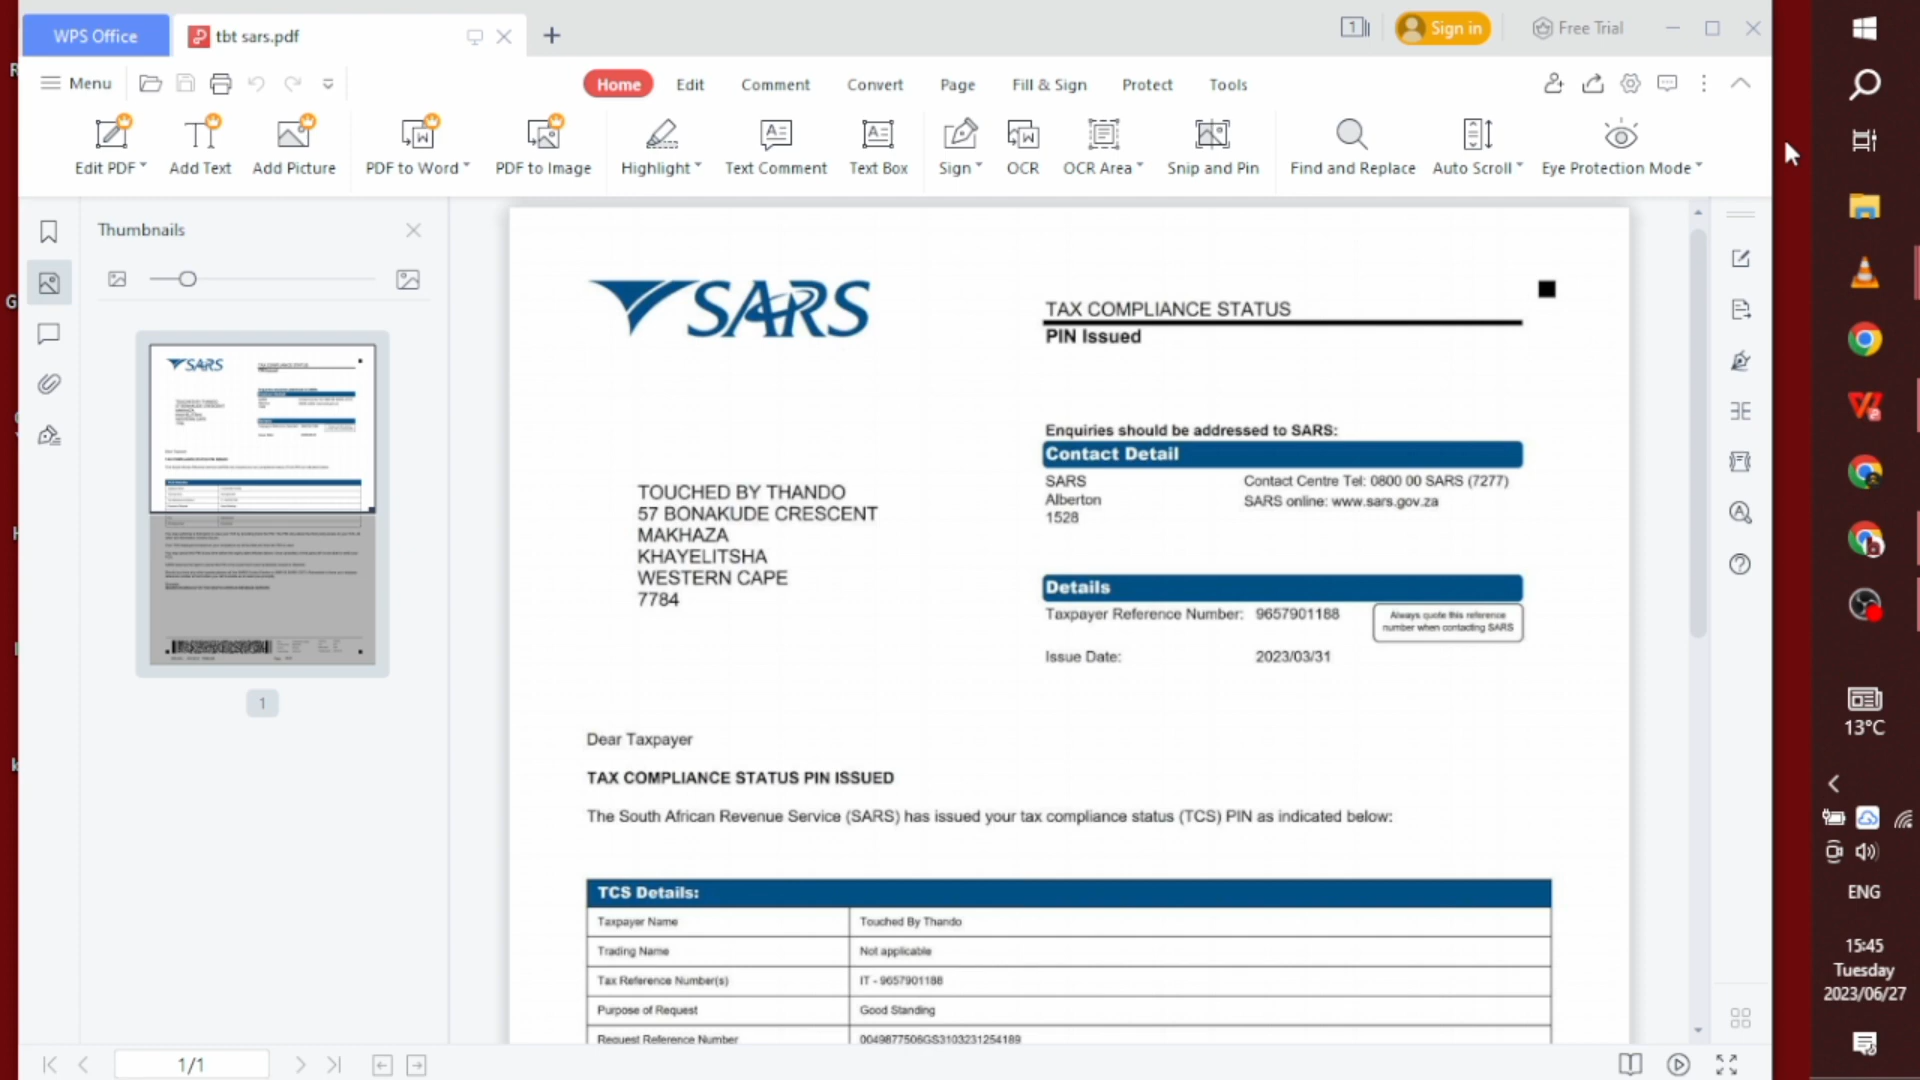 WPS Office
tbt sars.pdf
Sign in
Free Trial
Menu
Home
Edit
Comment
Convert
Page
Fill & Sign
Protect
Tools
Edit PDF
Add Text
Add Picture
PDF to Word
PDF to Image
Highlight
Text Comment
Text Box
Sign
OCR
OCR Area
Snip and Pin
Find and Replace
Auto Scroll
Eye Protection Mode
Thumbnails
1
SARS
TAX COMPLIANCE STATUS
PIN Issued
Enquiries should be addressed to SARS:
Contact Detail
SARS
Alberton
1528
Contact Centre Tel: 0800 00 SARS (7277)
SARS online: www.sars.gov.za
TOUCHED BY THANDO
57 BONAKUDE CRESCENT
MAKHAZA
KHAYELITSHA
WESTERN CAPE
7784
Details
Taxpayer Reference Number: 9657901188
Always quote this reference
number when contacting SARS
Issue Date: 2023/03/31
Dear Taxpayer
TAX COMPLIANCE STATUS PIN ISSUED
The South African Revenue Service (SARS) has issued your tax compliance status (TCS) PIN as indicated below:
TCS Details:
Taxpayer Name Touched By Thando
Trading Name Not applicable
Tax Reference Number(s) IT - 9657901188
Purpose of Request Good Standing
Request Reference Number 0049877506GS3103231254189
1/1
13°C
ENG
15:45
Tuesday
2023/06/27